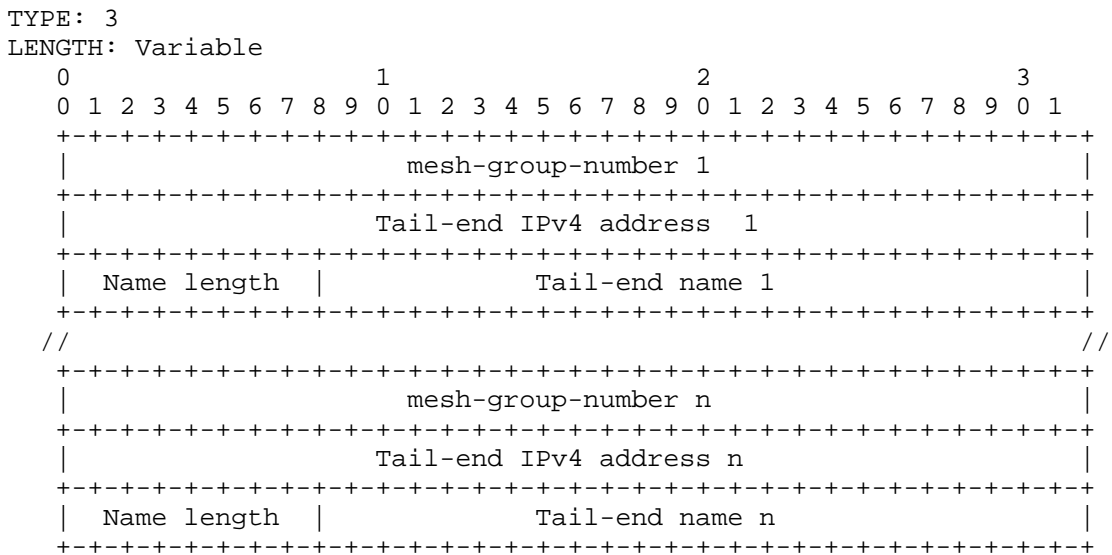 TYPE: 3
LENGTH: Variable
    0                   1                   2                   3
    0 1 2 3 4 5 6 7 8 9 0 1 2 3 4 5 6 7 8 9 0 1 2 3 4 5 6 7 8 9 0 1
   +-+-+-+-+-+-+-+-+-+-+-+-+-+-+-+-+-+-+-+-+-+-+-+-+-+-+-+-+-+-+-+-+
   |                     mesh-group-number 1                       |
   +-+-+-+-+-+-+-+-+-+-+-+-+-+-+-+-+-+-+-+-+-+-+-+-+-+-+-+-+-+-+-+-+
   |                   Tail-end IPv4 address  1                    |
   +-+-+-+-+-+-+-+-+-+-+-+-+-+-+-+-+-+-+-+-+-+-+-+-+-+-+-+-+-+-+-+-+
   |  Name length  |             Tail-end name 1                   |
   +-+-+-+-+-+-+-+-+-+-+-+-+-+-+-+-+-+-+-+-+-+-+-+-+-+-+-+-+-+-+-+-+
  //                                                               //
   +-+-+-+-+-+-+-+-+-+-+-+-+-+-+-+-+-+-+-+-+-+-+-+-+-+-+-+-+-+-+-+-+
   |                     mesh-group-number n                       |
   +-+-+-+-+-+-+-+-+-+-+-+-+-+-+-+-+-+-+-+-+-+-+-+-+-+-+-+-+-+-+-+-+
   |                   Tail-end IPv4 address n                     |
   +-+-+-+-+-+-+-+-+-+-+-+-+-+-+-+-+-+-+-+-+-+-+-+-+-+-+-+-+-+-+-+-+
   |  Name length  |             Tail-end name n                   |
   +-+-+-+-+-+-+-+-+-+-+-+-+-+-+-+-+-+-+-+-+-+-+-+-+-+-+-+-+-+-+-+-+